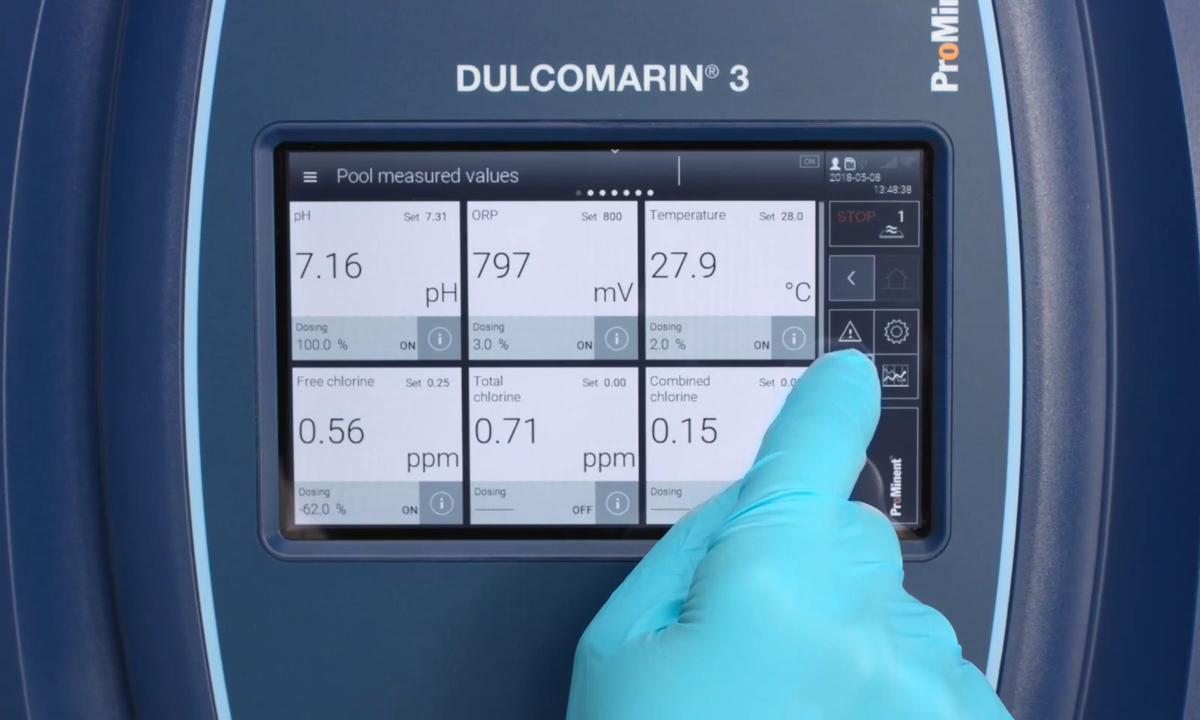 ProMin
DULCOMARIN® 3
Pool measured values
ON
2018-05-08
13:48:38
pH Set 7.31
7.16
pH
Dosing
100.0 % ON
ORP Set 800
797
mV
Dosing
3.0 % ON
Temperature Set 28.0
27.9
°C
Dosing
2.0 % ON
STOP 1
Free chlorine Set 0.25
0.56
ppm
Dosing
-62.0 % ON
Total Set 0.00
chlorine
0.71
ppm
Dosing
OFF
Combined Set 0.0
chlorine
0.15
Dosing
ProMinent